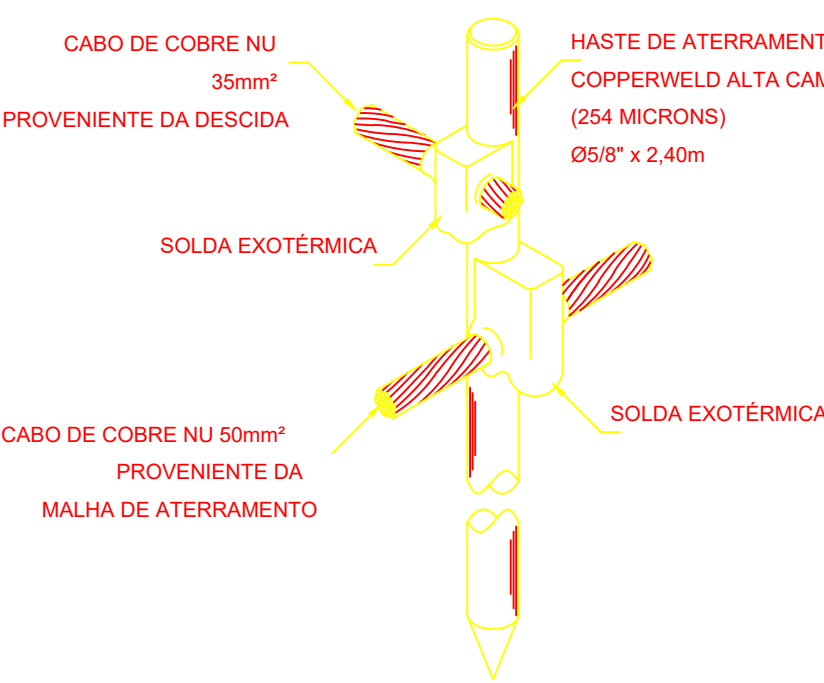 CABO DE COBRE NU
35mm²
PROVENIENTE DA DESCIDA
HASTE DE ATERRAMENT
COPPERWELD ALTA CAM
(254 MICRONS)
Ø5/8" x 2,40m
SOLDA EXOTÉRMICA
SOLDA EXOTÉRMICA
CABO DE COBRE NU 50mm²
PROVENIENTE DA
MALHA DE ATERRAMENTO